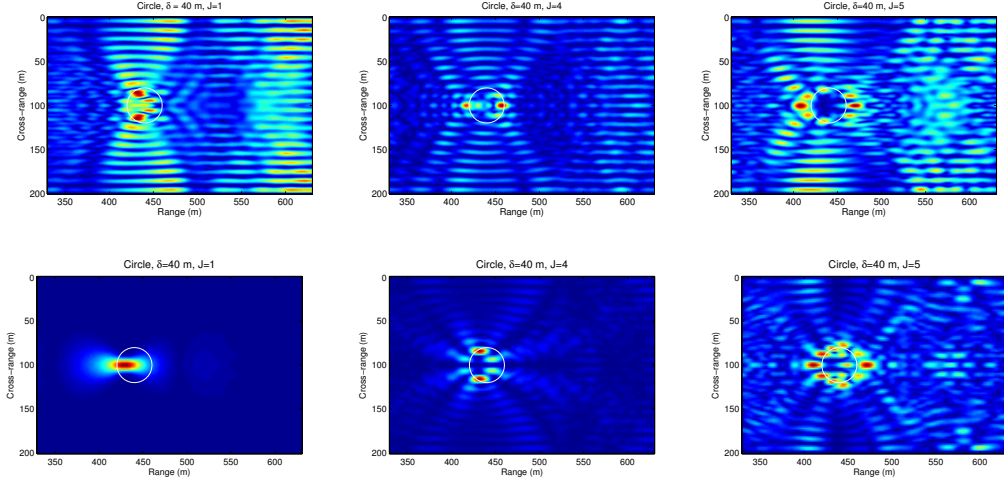 Circle, δ = 40 m, J=1
0
50
100
150
200
350 400 450 500 550 600
Cross−range (m)
Range (m)
Circle, δ=40 m, J=4
0
50
100
150
200
350 400 450 500 550 600
Cross−range (m)
Range (m)
Circle, δ=40 m, J=5
0
50
100
150
200
350 400 450 500 550 600
Cross−range (m)
Range (m)
Circle, δ=40 m, J=1
0
50
100
150
200
350 400 450 500 550 600
Cross−range (m)
Range (m)
Circle, δ=40 m, J=4
0
50
100
150
200
350 400 450 500 550 600
Cross−range (m)
Range (m)
Circle, δ=40 m, J=5
0
50
100
150
200
350 400 450 500 550 600
Cross−range (m)
Range (m)